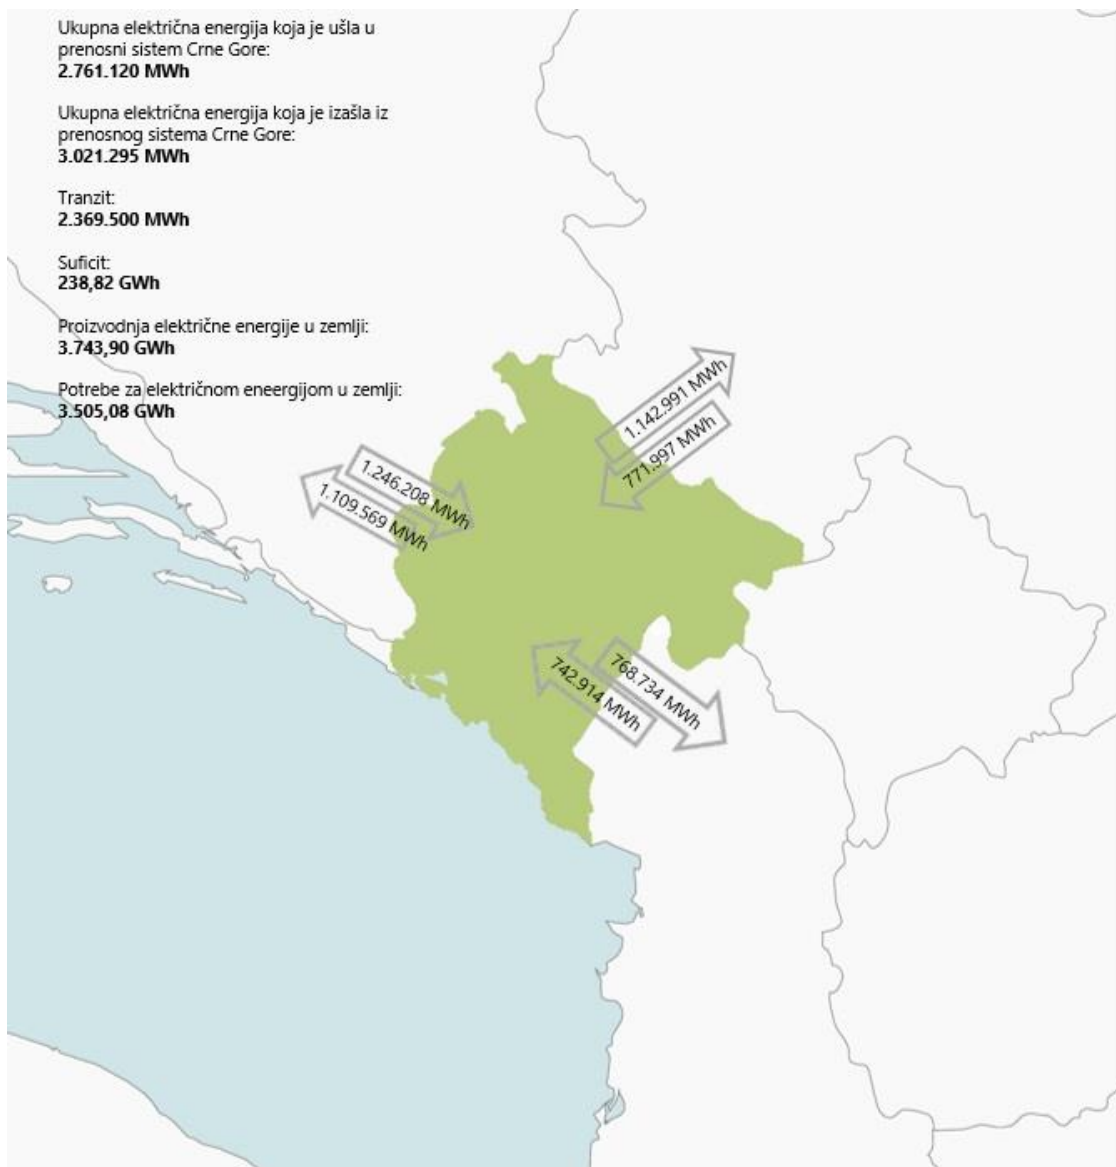 Ukupna električna energija koja je ušla u
prenosni sistem Crne Gore:
2.761.120 MWh
Ukupna električna energija koja je izašla iz
prenosnog sistema Crne Gore:
3.021.295 MWh
Tranzit:
2.369.500 MWh
Suficit:
238,82 GWh
Proizvodnja električne energije u zemlji:
3.743,90 GWh
Potrebe za električnom eneergijom u zemlji:
3.505,08 GWh
1.142.991 MWh
771.997 MWh
1.246.208 MWh
1.109.569 MWh
768.734 MWh
742.914 MWh